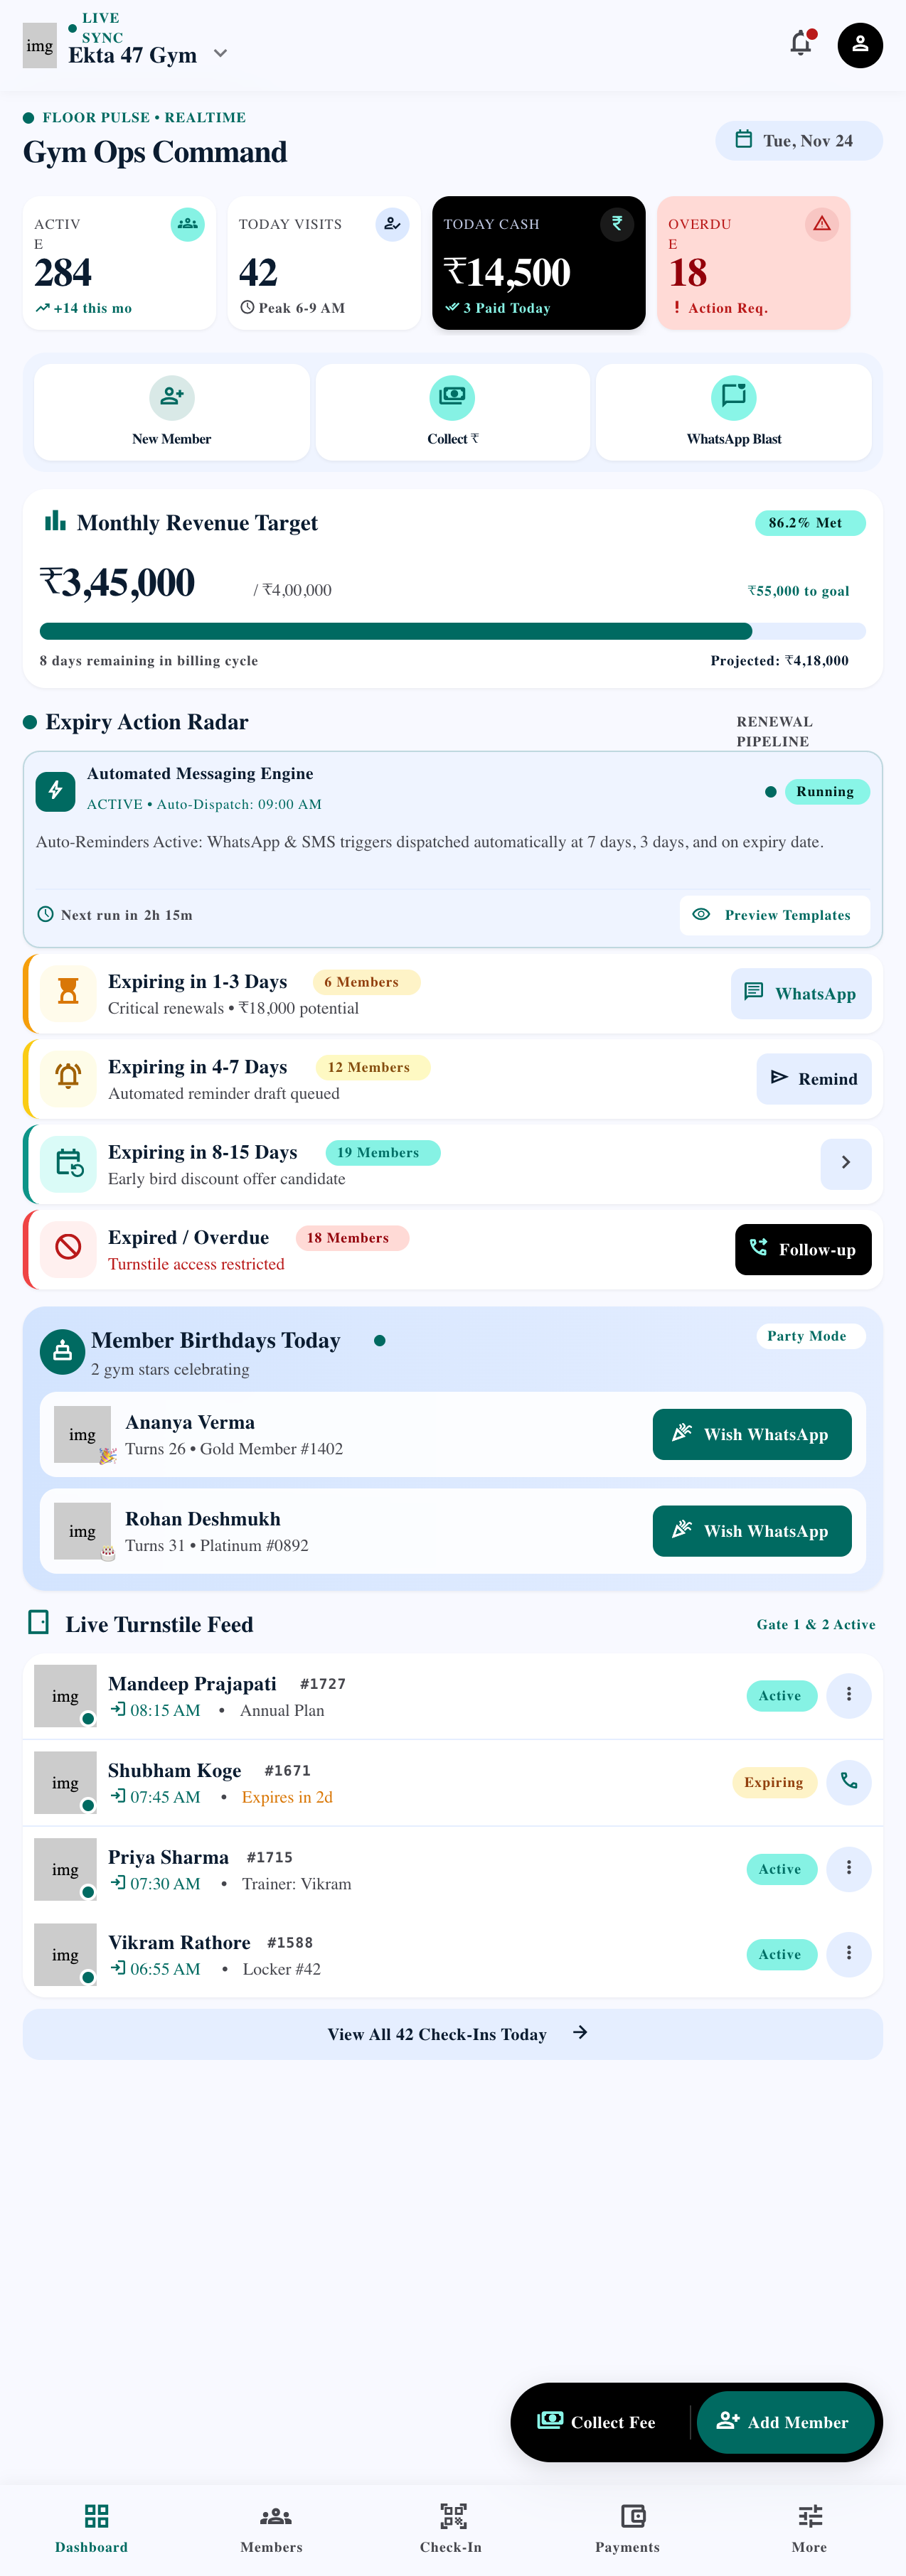 img
LIVE
SYNC
Ekta 47 Gym
FLOOR PULSE • REALTIME
Gym Ops Command
Tue, Nov 24
ACTIV
E
284
+14 this mo
TODAY VISITS
42
Peak 6-9 AM
TODAY CASH
₹
₹14,500
3 Paid Today
OVERDU
E
18
Action Req.
New Member
Collect ₹
WhatsApp Blast
Monthly Revenue Target
86.2% Met
₹3,45,000
/ ₹4,00,000
₹55,000 to goal
8 days remaining in billing cycle
Projected: ₹4,18,000
Expiry Action Radar
RENEWAL
PIPELINE
Automated Messaging Engine
ACTIVE • Auto-Dispatch: 09:00 AM
Running
Auto-Reminders Active: WhatsApp & SMS triggers dispatched automatically at 7 days, 3 days, and on expiry date.
Next run in 2h 15m
Preview Templates
Expiring in 1-3 Days
6 Members
Critical renewals • ₹18,000 potential
WhatsApp
Expiring in 4-7 Days
12 Members
Automated reminder draft queued
Remind
Expiring in 8-15 Days
19 Members
Early bird discount offer candidate
Expired / Overdue
18 Members
Turnstile access restricted
Follow-up
Member Birthdays Today
Party Mode
2 gym stars celebrating
img
Ananya Verma
Turns 26 • Gold Member #1402
Wish WhatsApp
img
Rohan Deshmukh
Turns 31 • Platinum #0892
Wish WhatsApp
Live Turnstile Feed
Gate 1 & 2 Active
img
Mandeep Prajapati #1727
08:15 AM • Annual Plan
Active
img
Shubham Koge #1671
07:45 AM • Expires in 2d
Expiring
img
Priya Sharma #1715
07:30 AM • Trainer: Vikram
Active
img
Vikram Rathore #1588
06:55 AM • Locker #42
Active
View All 42 Check-Ins Today
Collect Fee
Add Member
Dashboard
Members
Check-In
Payments
More